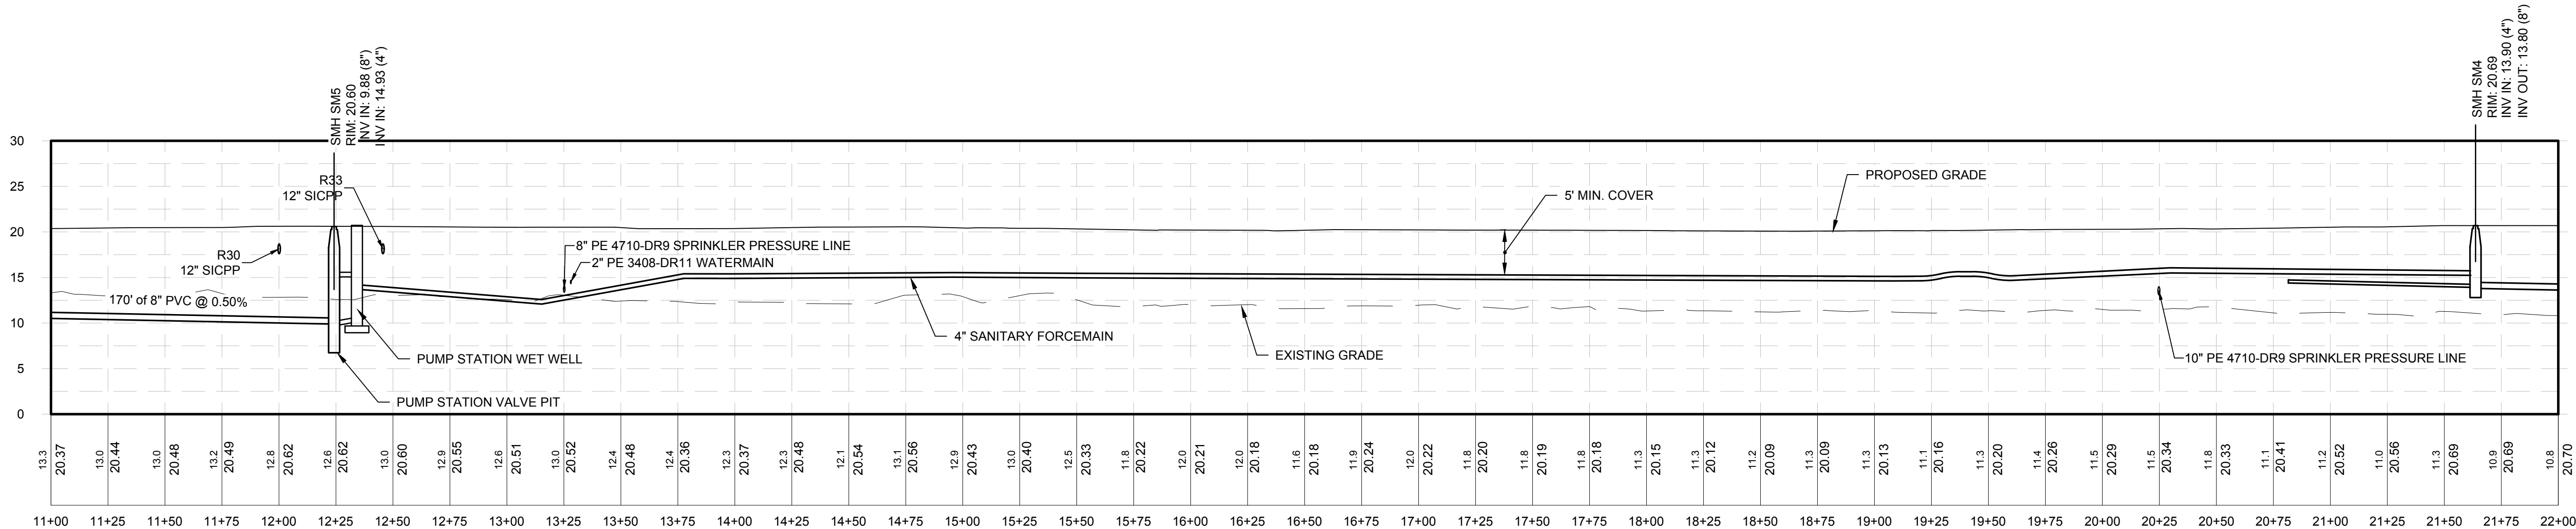 SMH SM5
RIM: 20.60
INV IN: 9.88 (8")
INV IN: 14.93 (4")
SMH SM4
RIM: 20.69
INV IN: 13.90 (4")
INV OUT: 13.80 (8")
30
25
20
15
10
5
0
R33
12" SICPP
R30
12" SICPP
170' of 8" PVC @ 0.50%
8" PE 4710-DR9 SPRINKLER PRESSURE LINE
2" PE 3408-DR11 WATERMAIN
5' MIN. COVER
PROPOSED GRADE
4" SANITARY FORCEMAIN
EXISTING GRADE
PUMP STATION WET WELL
PUMP STATION VALVE PIT
10" PE 4710-DR9 SPRINKLER PRESSURE LINE
13.3 20.37
13.0 20.44
13.0 20.48
13.2 20.49
12.8 20.62
12.6 20.62
13.0 20.60
12.9 20.55
12.6 20.51
13.0 20.52
12.4 20.48
12.4 20.36
12.3 20.37
12.3 20.48
12.1 20.54
13.1 20.56
12.9 20.43
13.0 20.40
12.5 20.33
11.8 20.22
12.0 20.21
12.0 20.18
11.6 20.18
11.9 20.24
12.0 20.22
11.8 20.20
11.8 20.19
11.8 20.18
11.3 20.15
11.3 20.12
11.2 20.09
11.3 20.09
11.3 20.13
11.1 20.16
11.3 20.20
11.4 20.26
11.5 20.29
11.5 20.34
11.8 20.33
11.1 20.41
11.2 20.52
11.0 20.56
11.3 20.69
10.9 20.69
10.8 20.70
11+00 11+25 11+50 11+75 12+00 12+25 12+50 12+75 13+00 13+25 13+50 13+75 14+00 14+25 14+50 14+75 15+00 15+25 15+50 15+75 16+00 16+25 16+50 16+75 17+00 17+25 17+50 17+75 18+00 18+25 18+50 18+75 19+00 19+25 19+50 19+75 20+00 20+25 20+50 20+75 21+00 21+25 21+50 21+75 22+00